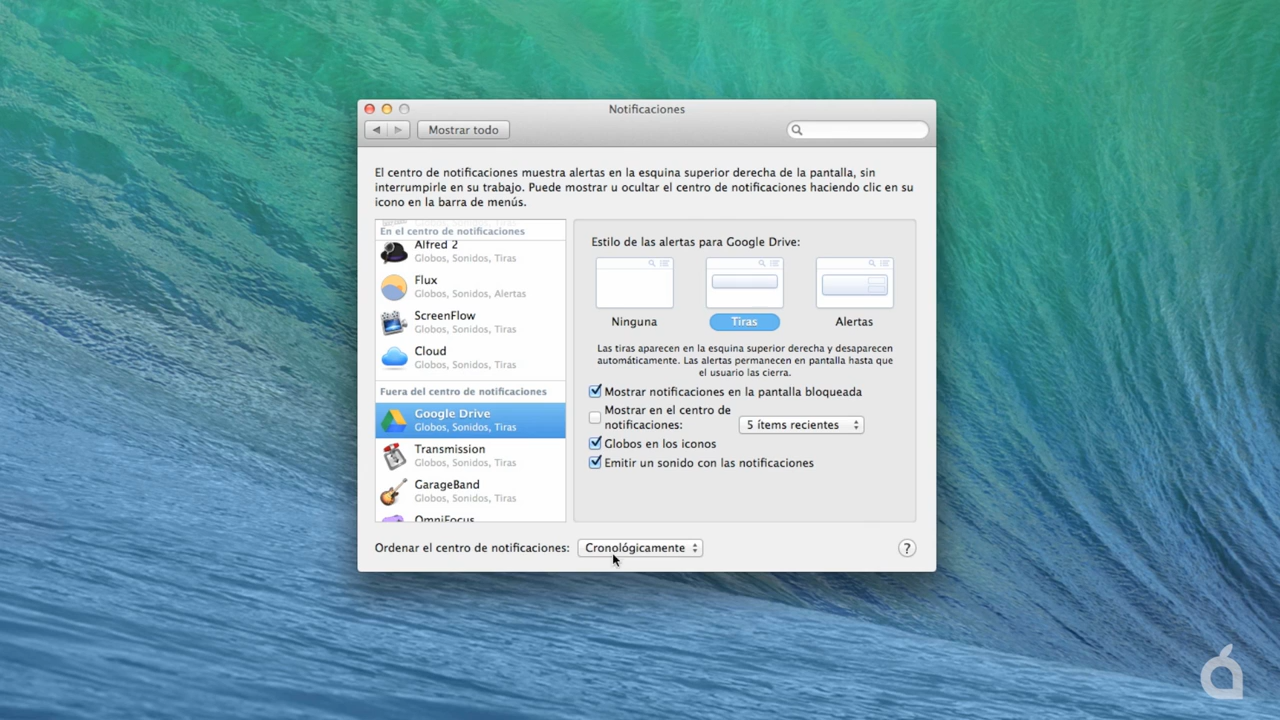 Notificaciones
Mostrar todo
El centro de notificaciones muestra alertas en la esquina superior derecha de la pantalla, sin
interrumpirle en su trabajo. Puede mostrar u ocultar el centro de notificaciones haciendo clic en su
icono en la barra de menús.
En el centro de notificaciones
Alfred 2
Globos, Sonidos, Tiras
Flux
Globos, Sonidos, Alertas
ScreenFlow
Globos, Sonidos, Tiras
Cloud
Globos, Sonidos, Tiras
Fuera del centro de notificaciones
Google Drive
Globos, Sonidos, Tiras
Transmission
Globos, Sonidos, Tiras
GarageBand
Globos, Sonidos, Tiras
OmniFocus
Estilo de las alertas para Google Drive:
Ninguna
Tiras
Alertas
Las tiras aparecen en la esquina superior derecha y desaparecen
automáticamente. Las alertas permanecen en pantalla hasta que
el usuario las cierra.
Mostrar notificaciones en la pantalla bloqueada
Mostrar en el centro de
notificaciones:
5 ítems recientes
Globos en los iconos
Emitir un sonido con las notificaciones
Ordenar el centro de notificaciones:
Cronológicamente
?